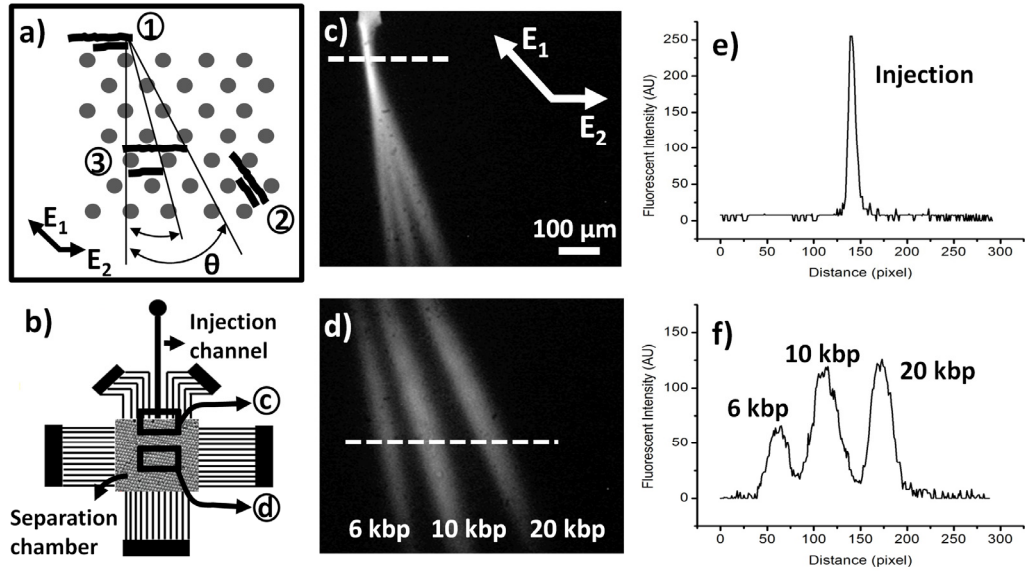 a)
①
③
②
E1
E2
θ
b)
Injection
channel
ⓒ
ⓓ
Separation
chamber
c)
E1
E2
100 μm
d)
6 kbp 10 kbp 20 kbp
e)
Injection
Fluorescent Intensity (AU)
250
200
150
100
50
0
0 50 100 150 200 250 300
Distance (pixel)
f)
6 kbp
10 kbp
20 kbp
Fluorescent Intensity (AU)
150
100
50
0
0 50 100 150 200 250 300
Distance (pixel)